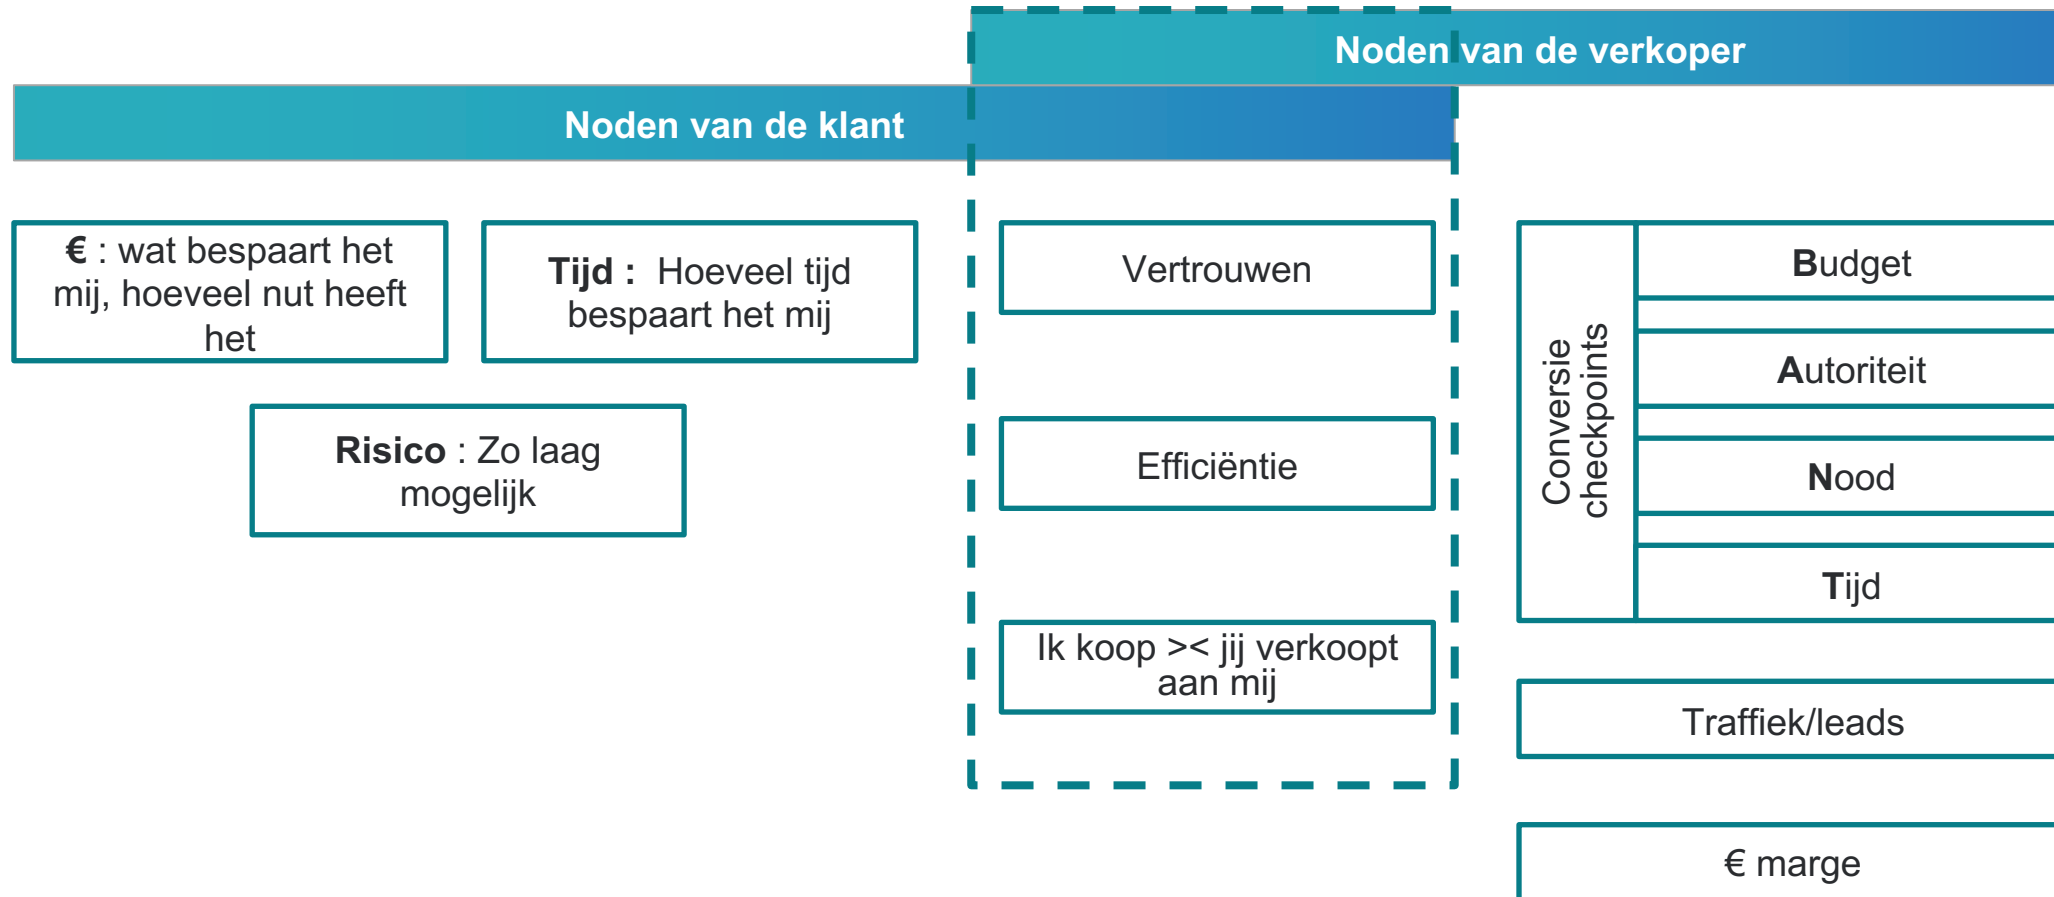 Noden van de verkoper
Noden van de klant
€ : wat bespaart het
mij, hoeveel nut heeft
het
Tijd : Hoeveel tijd
bespaart het mij
Risico : Zo laag
mogelijk
Vertrouwen
Efficiëntie
Ik koop >< jij verkoopt
aan mij
Conversie
checkpoints
Budget
Autoriteit
Nood
Tijd
Traffiek/leads
€ marge